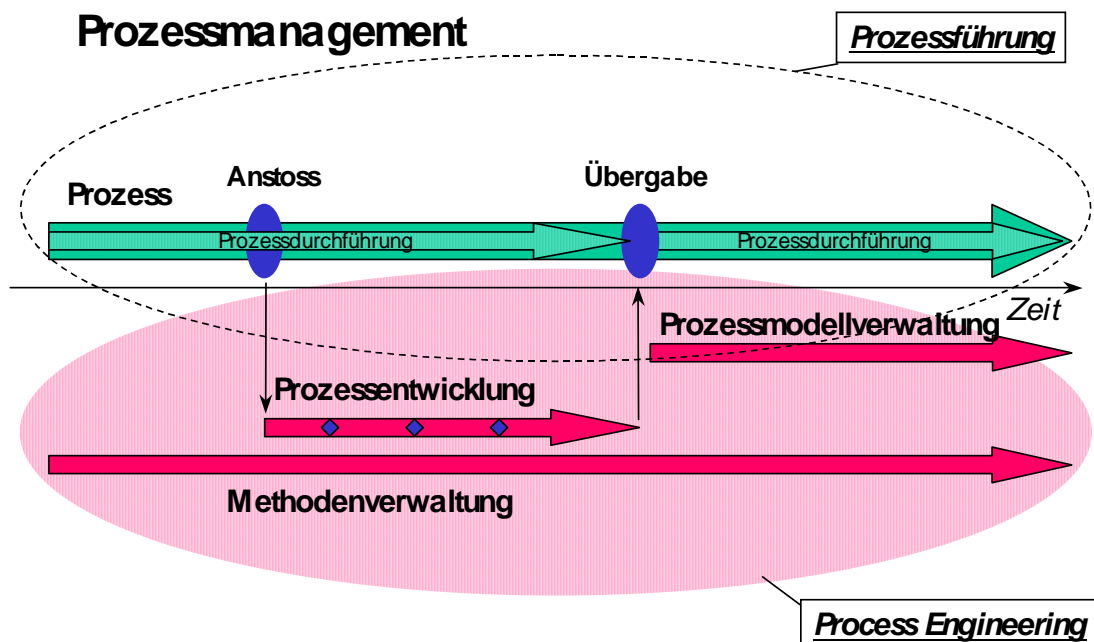 Prozessmanagement
Prozessführung
Anstoss
Übergabe
Prozess
Prozessdurchführung
Prozessdurchführung
Zeit
Prozessmodellverwaltung
Prozessentwicklung
Methodenverwaltung
Process Engineering